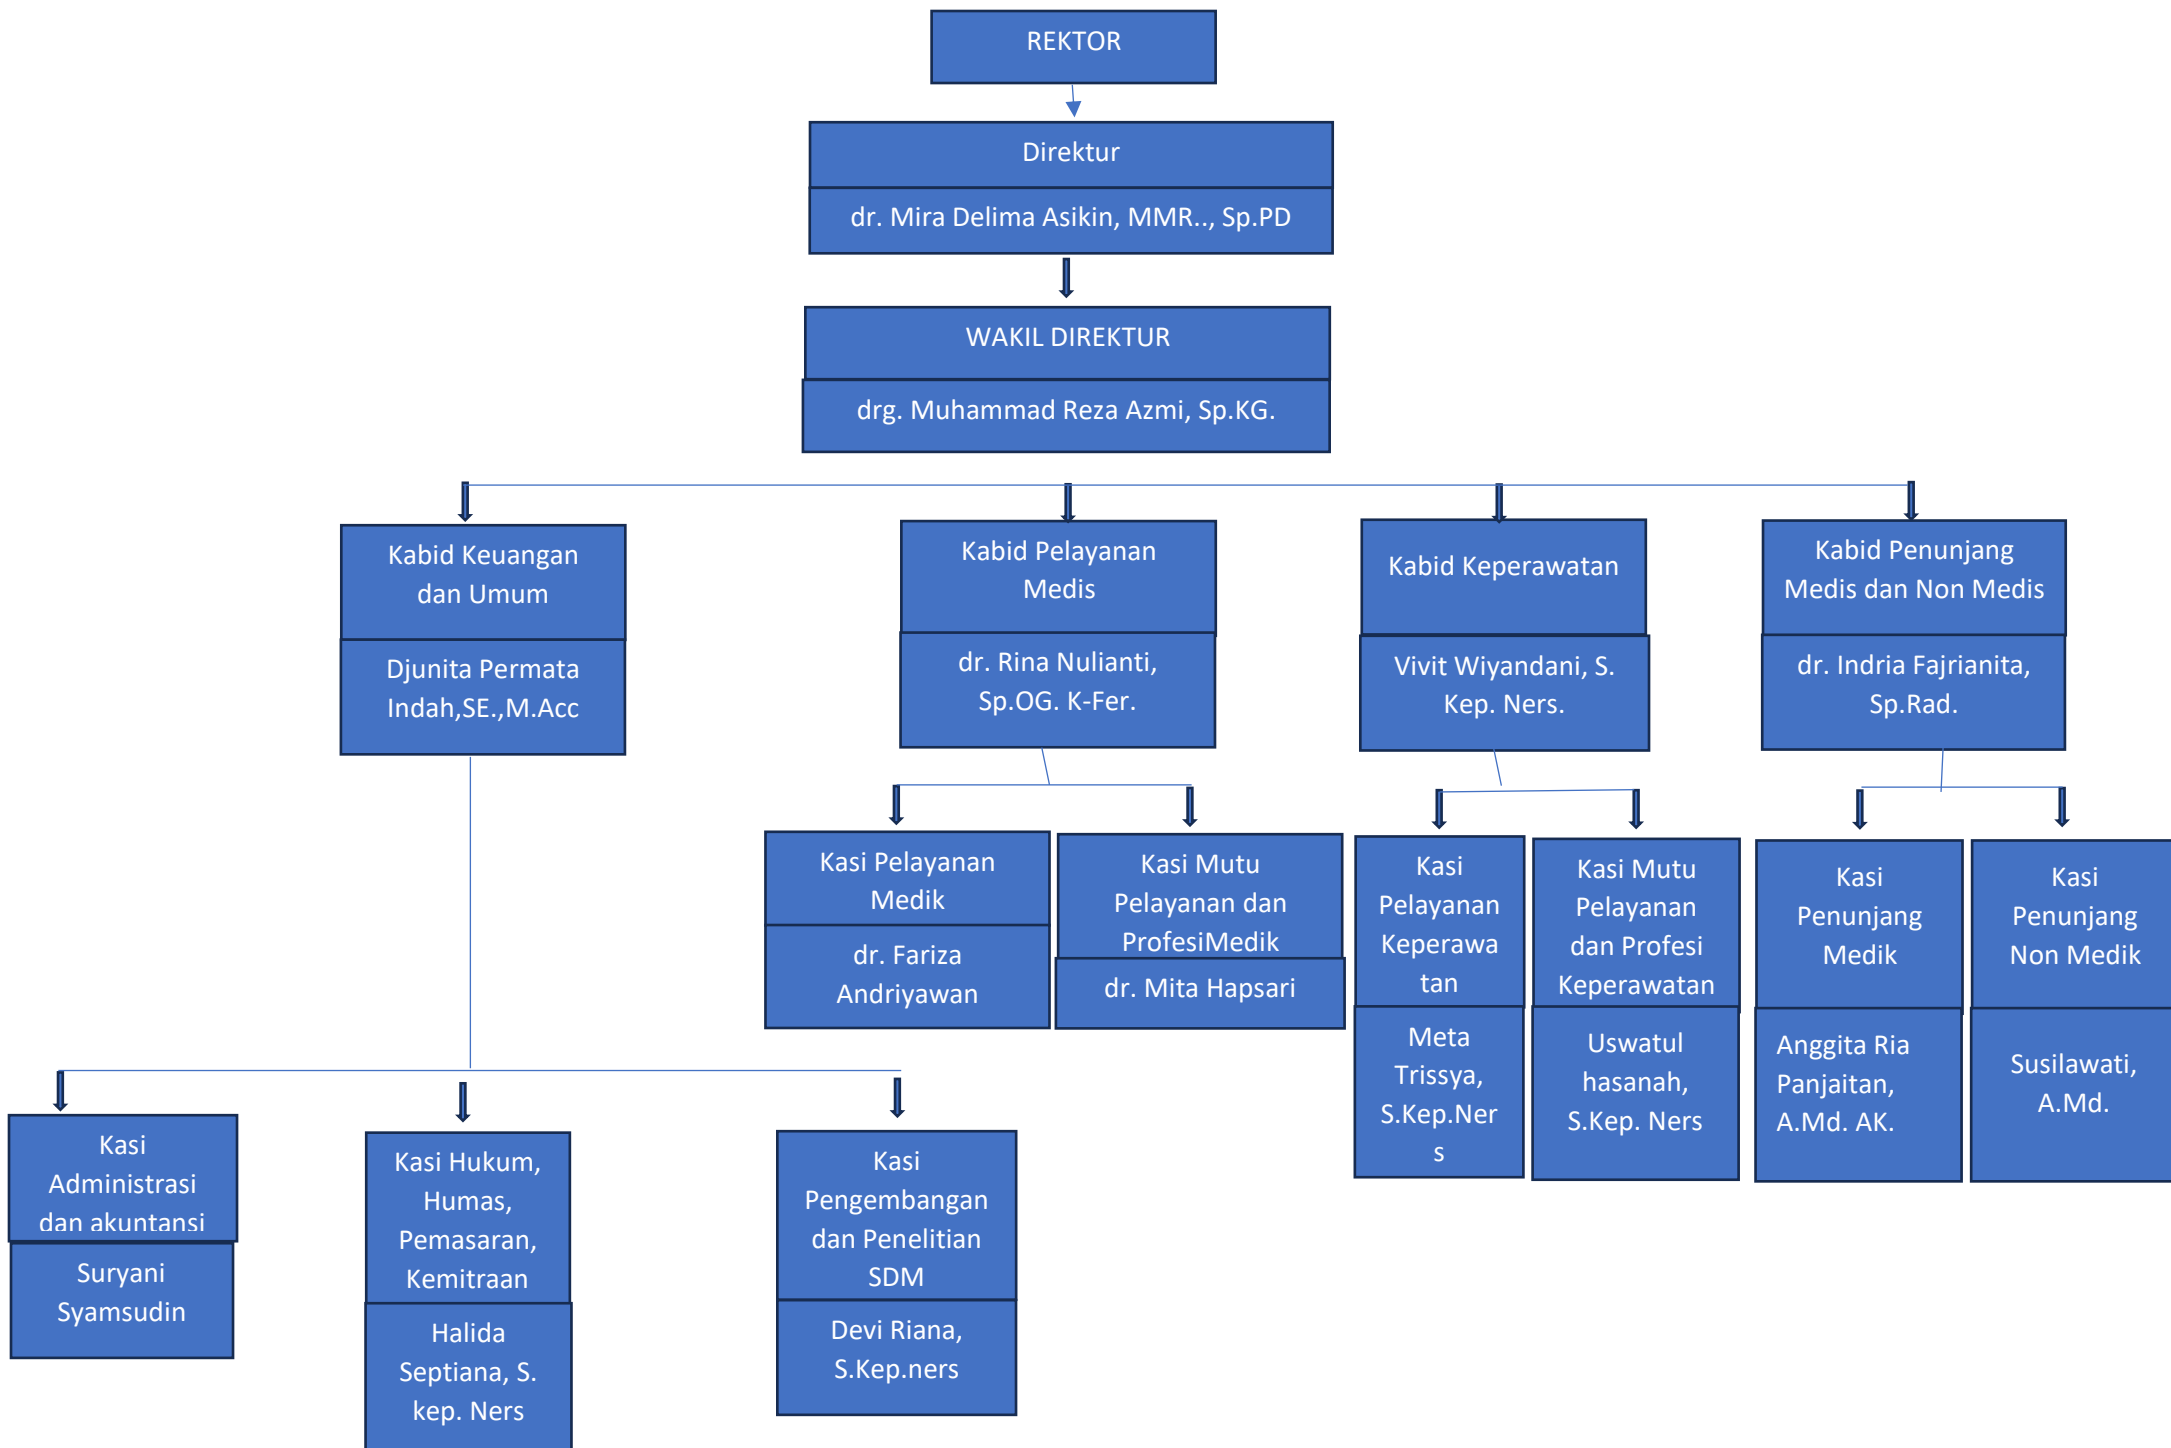 REKTOR
Direktur
dr. Mira Delima Asikin, MMR.., Sp.PD
WAKIL DIREKTUR
drg. Muhammad Reza Azmi, Sp.KG.
Kabid Keuangan
dan Umum
Djunita Permata
Indah,SE.,M.Acc
Kabid Pelayanan
Medis
dr. Rina Nulianti,
Sp.OG. K-Fer.
Kabid Keperawatan
Vivit Wiyandani, S.
Kep. Ners.
Kabid Penunjang
Medis dan Non Medis
dr. Indria Fajrianita,
Sp.Rad.
Kasi Pelayanan
Medik
dr. Fariza
Andriyawan
Kasi Mutu
Pelayanan dan
ProfesiMedik
dr. Mita Hapsari
Kasi
Pelayanan
Keperawa
tan
Meta
Trissya,
S.Kep.Ner
s
Kasi Mutu
Pelayanan
dan Profesi
Keperawatan
Uswatul
hasanah,
S.Kep. Ners
Kasi
Penunjang
Medik
Anggita Ria
Panjaitan,
A.Md. AK.
Kasi
Penunjang
Non Medik
Susilawati,
A.Md.
Kasi
Administrasi
dan akuntansi
Suryani
Syamsudin
Kasi Hukum,
Humas,
Pemasaran,
Kemitraan
Halida
Septiana, S.
kep. Ners
Kasi
Pengembangan
dan Penelitian
SDM
Devi Riana,
S.Kep.ners